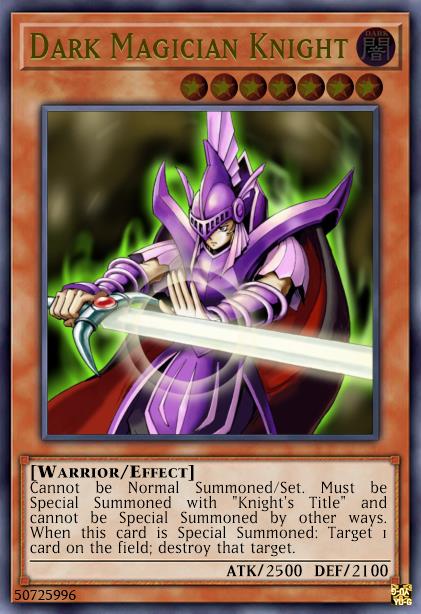 DARK MAGICIAN KNIGHT
DARK
闇
[WARRIOR/EFFECT]
Cannot be Normal Summoned/Set. Must be
Special Summoned with "Knight's Title" and
cannot be Special Summoned by other ways.
When this card is Special Summoned: Target 1
card on the field; destroy that target.
ATK/2500 DEF/2100
50725996